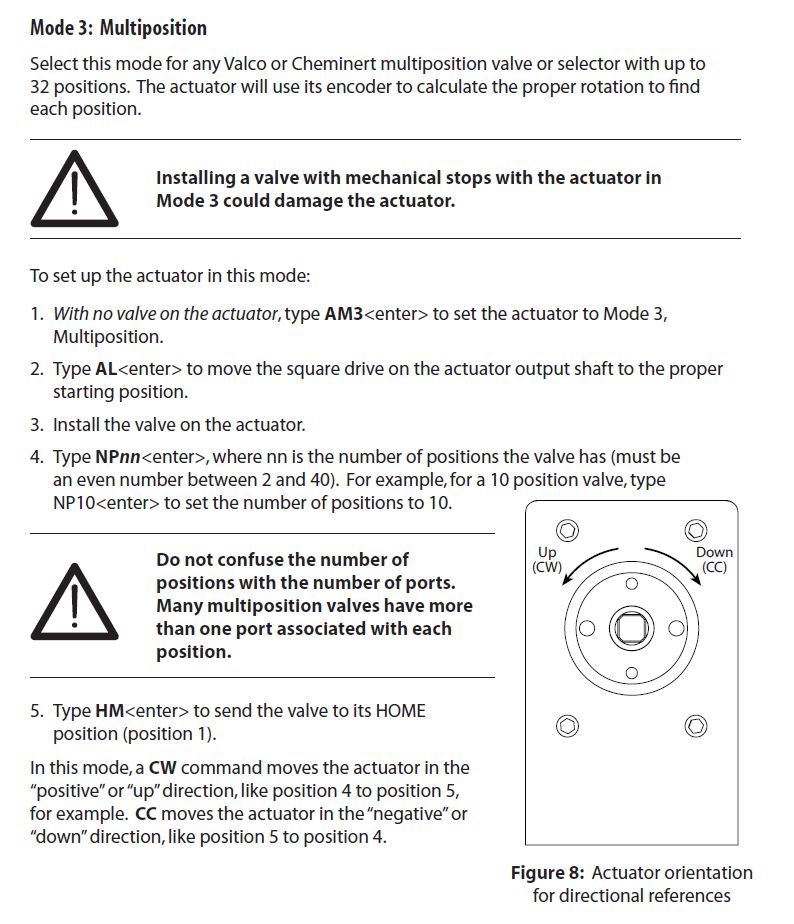 Mode 3: Multiposition
Select this mode for any Valco or Cheminert multiposition valve or selector with up to
32 positions. The actuator will use its encoder to calculate the proper rotation to find
each position.
Installing a valve with mechanical stops with the actuator in
Mode 3 could damage the actuator.
To set up the actuator in this mode:
1. With no valve on the actuator, type AM3<enter> to set the actuator to Mode 3,
Multiposition.
2. Type AL<enter> to move the square drive on the actuator output shaft to the proper
starting position.
3. Install the valve on the actuator.
4. Type NPnn<enter>, where nn is the number of positions the valve has (must be
an even number between 2 and 40). For example, for a 10 position valve, type
NP10<enter> to set the number of positions to 10.
Do not confuse the number of
positions with the number of ports.
Many multiposition valves have more
than one port associated with each
position.
5. Type HM<enter> to send the valve to its HOME
position (position 1).
In this mode, a CW command moves the actuator in the
“positive” or “up” direction, like position 4 to position 5,
for example. CC moves the actuator in the “negative” or
“down” direction, like position 5 to position 4.
Up
(CW)
Down
(CC)
Figure 8: Actuator orientation
for directional references